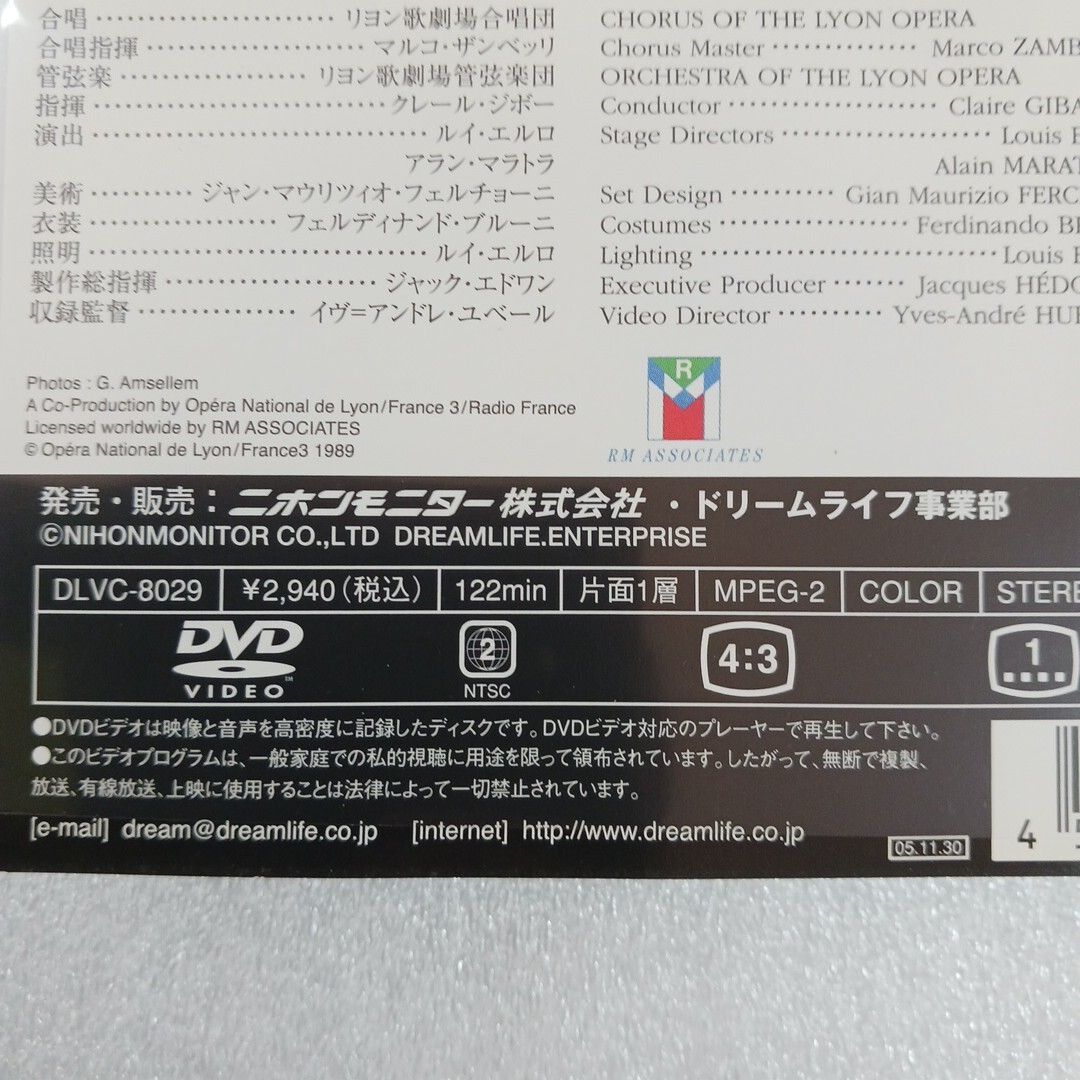 合唱 リヨン歌劇場合唱団
合唱指揮 マルコ・ザンベッリ
管弦楽 リヨン歌劇場管弦楽団
指揮 クレール・ジボー
演出 ルイ・エルロ
アラン・マラトラ
美術 ジャン・マウリツィオ・フェルチョーニ
衣装 フェルディナンド・ブルーニ
照明 ルイ・エルロ
製作総指揮 ジャック・エドワン
収録監督 イヴ=アンドレ・ユベール
CHORUS OF THE LYON OPERA
Chorus Master Marco
ORCHESTRA OF THE LYON OPERA
Conductor Claire
Stage Directors Louis
Alain
Set Design Gian Maurizio
Costumes Ferdinando
Lighting Louis
Executive Producer Jacques
Video Director Yves-André
Photos : G. Amsellem
A Co-Production by Opéra National de Lyon/France 3/Radio France
Licensed worldwide by RM ASSOCIATES
© Opéra National de Lyon/France3 1989
R
RM ASSOCIATES
発売・販売：ニホンモニター株式会社・ドリームライフ事業部
©NIHONMONITOR CO.,LTD DREAMLIFE.ENTERPRISE
DLVC-8029 ¥2,940（税込） 122min 片面1層 MPEG-2 COLOR
DVD VIDEO™
2
NTSC
4:3
1
●DVDビデオは映像と音声を高密度に記録したディスクです。DVDビデオ対応のプレーヤーで再生して下さい。
●このビデオプログラムは、一般家庭での私的視聴に用途を限って領布されています。したがって、無断で複製、
放送、有線放送、上映に使用することは法律によって一切禁止されています。
[e-mail] dream@dreamlife.co.jp [internet] http://www.dreamlife.co.jp
05.11.30
4